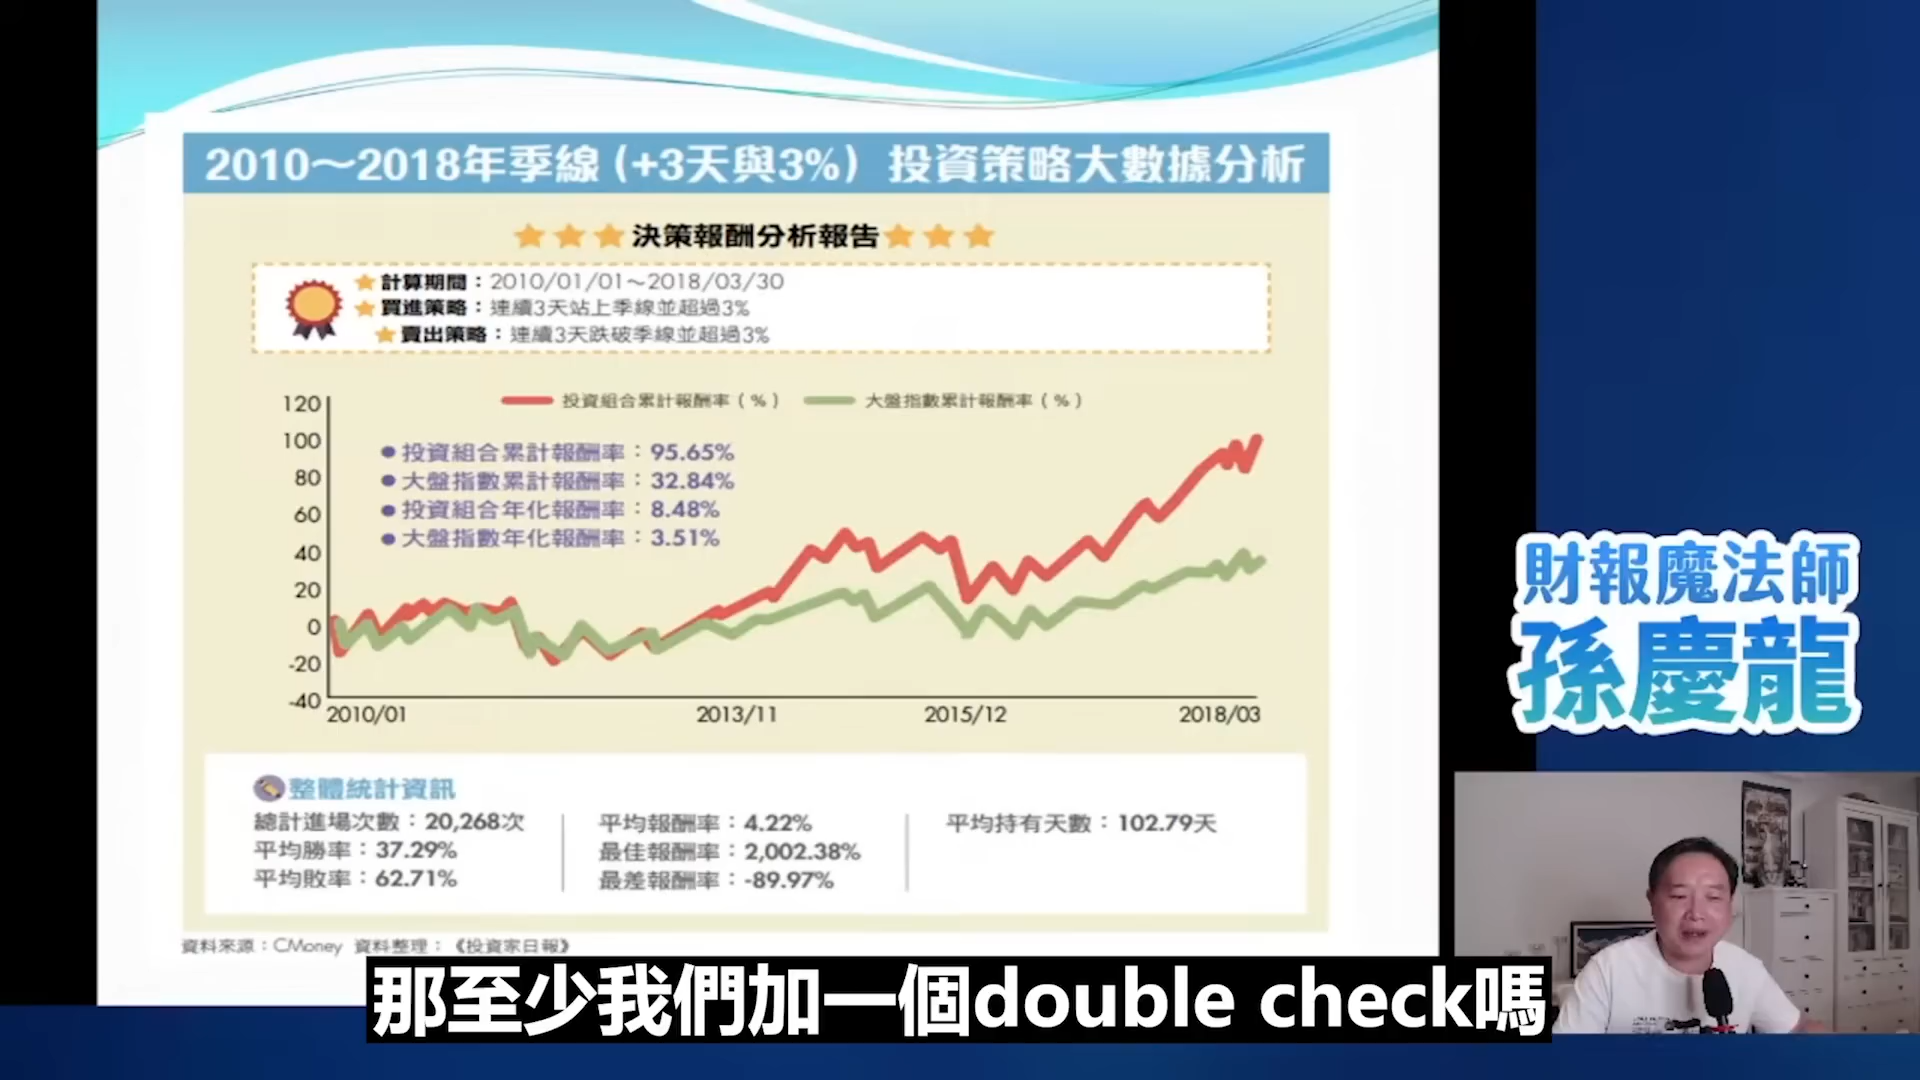 2010～2018年季線（+3天與3%）投資策略大數據分析
決策報酬分析報告
計算期間：2010/01/01～2018/03/30
買進策略：連續3天站上季線並超過3%
賣出策略：連續3天跌破季線並超過3%
投資組合累計報酬率（%） 大盤指數累計報酬率（%）
120
100
80
60
40
20
0
-20
-40
●投資組合累計報酬率：95.65%
●大盤指數累計報酬率：32.84%
●投資組合年化報酬率：8.48%
●大盤指數年化報酬率：3.51%
2010/01 2013/11 2015/12 2018/03
整體統計資訊
總計進場次數：20,268次
平均勝率：37.29%
平均敗率：62.71%
平均報酬率：4.22%
最佳報酬率：2,002.38%
最差報酬率：-89.97%
平均持有天數：102.79天
資料來源：CMoney 資料整理：《投資家日報》
財報魔法師
孫慶龍
那至少我們加一個double check嗎